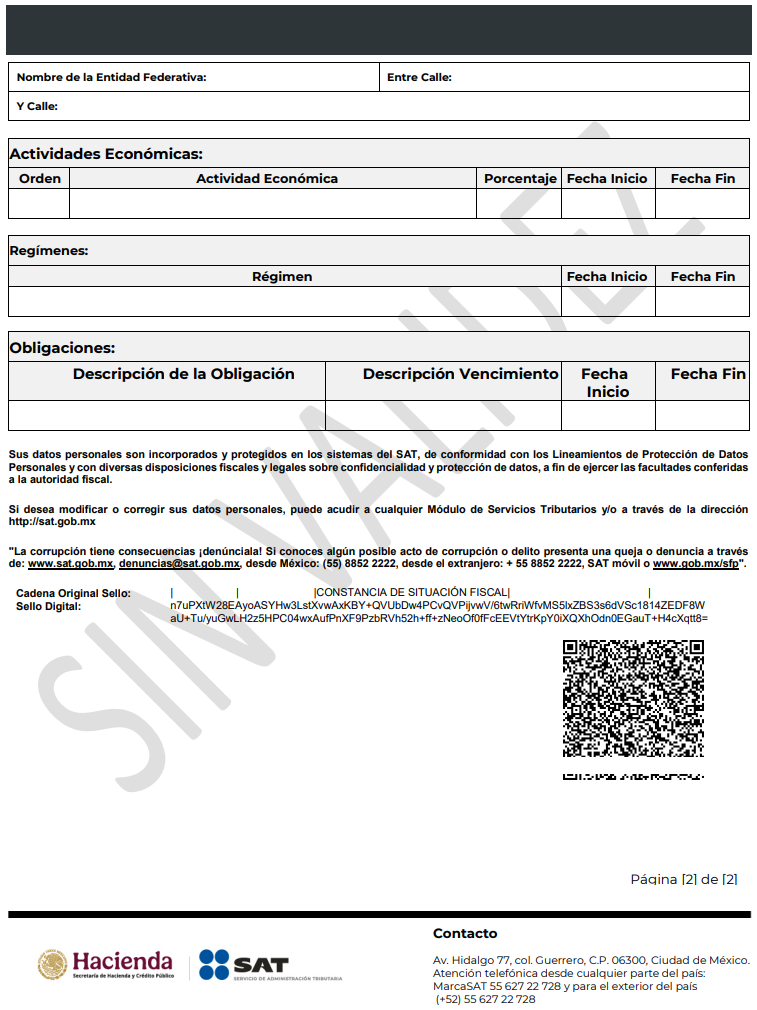 Nombre de la Entidad Federativa: Entre Calle:
Y Calle:
Actividades Económicas:
Orden Actividad Económica Porcentaje Fecha Inicio Fecha Fin
Regímenes:
Régimen Fecha Inicio Fecha Fin
Obligaciones:
Descripción de la Obligación Descripción Vencimiento Fecha Inicio Fecha Fin
Sus datos personales son incorporados y protegidos en los sistemas del SAT, de conformidad con los Lineamientos de Protección de Datos
Personales y con diversas disposiciones fiscales y legales sobre confidencialidad y protección de datos, a fin de ejercer las facultades conferidas
a la autoridad fiscal.
Si desea modificar o corregir sus datos personales, puede acudir a cualquier Módulo de Servicios Tributarios y/o a través de la dirección
http://sat.gob.mx
"La corrupción tiene consecuencias ¡denúnciala! Si conoces algún posible acto de corrupción o delito presenta una queja o denuncia a través
de: www.sat.gob.mx, denuncias@sat.gob.mx, desde México: (55) 8852 2222, desde el extranjero: + 55 8852 2222, SAT móvil o www.gob.mx/sfp".
Cadena Original Sello: | | |CONSTANCIA DE SITUACIÓN FISCAL| |
Sello Digital: n7uPXtW28EAyoASYHw3LstXvwAxKBY+QVUbDw4PCvQVPijvwV/6twRriWfvMS5lxZBS3s6dVSc1814ZEDF8W
aU+Tu/yuGwLH2z5HPC04wxAufPnXF9PzbRVh52h+ff+zNeoOf0fFcEEVtYtrKpY0iXQXhOdn0EGauT+H4cXqtt8=
SIN VALIDEZ
Página [2] de [2]
Contacto
Hacienda
Secretaría de Hacienda y Crédito Público
SAT
SERVICIO DE ADMINISTRACIÓN TRIBUTARIA
Av. Hidalgo 77, col. Guerrero, C.P. 06300, Ciudad de México.
Atención telefónica desde cualquier parte del país:
MarcaSAT 55 627 22 728 y para el exterior del país
(+52) 55 627 22 728